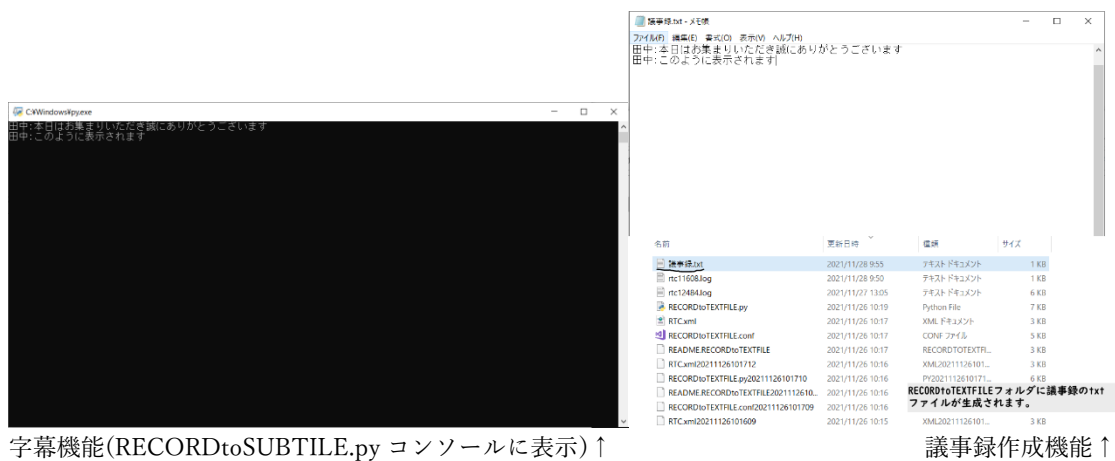 議事録.txt - メモ帳
ファイル(F) 編集(E) 書式(O) 表示(V) ヘルプ(H)
田中:本日はお集まりいただき誠にありがとうございます
田中:このように表示されます
C:¥Windows¥py.exe
田中:本日はお集まりいただき誠にありがとうございます
田中:このように表示されます
名前 更新日時 種類 サイズ
議事録.txt 2021/11/28 9:55 テキスト ドキュメント 1 KB
rtc11608.log 2021/11/28 9:50 テキスト ドキュメント 1 KB
rtc12484.log 2021/11/27 13:05 テキスト ドキュメント 6 KB
RECORDtoTEXTFILE.py 2021/11/26 10:19 Python File 7 KB
RTC.xml 2021/11/26 10:17 XML ドキュメント 3 KB
RECORDtoTEXTFILE.conf 2021/11/26 10:17 CONF ファイル 5 KB
README.RECORDtoTEXTFILE 2021/11/26 10:17 RECORDTOTEXTFI... 3 KB
RTC.xml20211126101712 2021/11/26 10:16 XML20211126101... 3 KB
RECORDtoTEXTFILE.py20211126101710 2021/11/26 10:16 PY2021112610171... 6 KB
README.RECORDtoTEXTFILE2021112610... 2021/11/26 10:16
RECORDtoTEXTFILE.conf20211126101709 2021/11/26 10:16
RTC.xml20211126101609 2021/11/26 10:15 XML20211126101... 3 KB
RECORDtoTEXTFILEフォルダに議事録のtxt
ファイルが生成されます。
字幕機能(RECORDtoSUBTILE.py コンソールに表示)↑
議事録作成機能↑